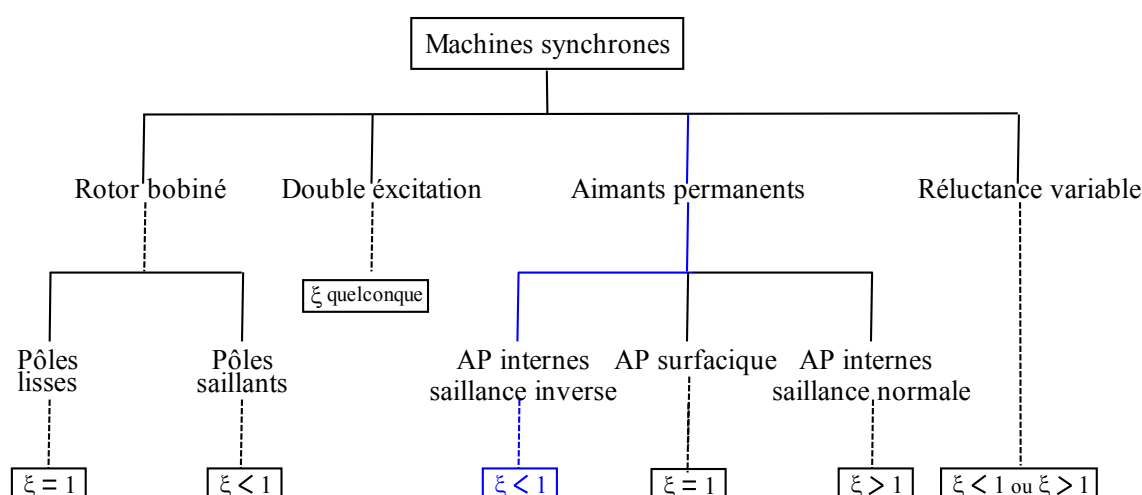 Machines synchrones
Rotor bobiné
Double éxcitation
Aimants permanents
Réluctance variable
ξ quelconque
Pôles
lisses
Pôles
saillants
AP internes
saillance inverse
AP surfacique
AP internes
saillance normale
ξ = 1
ξ < 1
ξ < 1
ξ = 1
ξ > 1
ξ < 1 ou ξ > 1